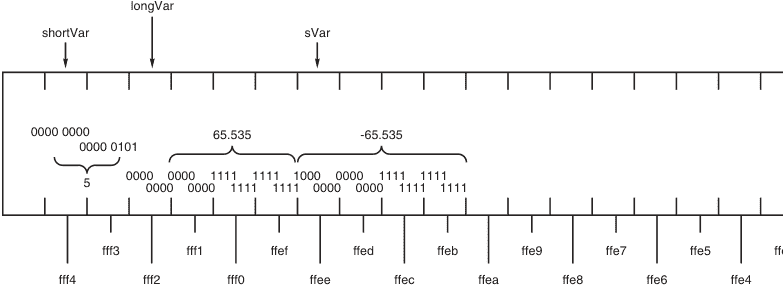 longVar
shortVar sVar
0000 0000 65.535 -65.535
0000 0101
5 0000 0000 1111 1111 1000 0000 1111 1111
0000 0000 1111 1111 0000 0000 1111 1111
fff3 fff1 ffef ffed ffeb ffe9 ffe7 ffe5
fff4 fff2 fff0 ffee ffec ffea ffe8 ffe6 ffe4